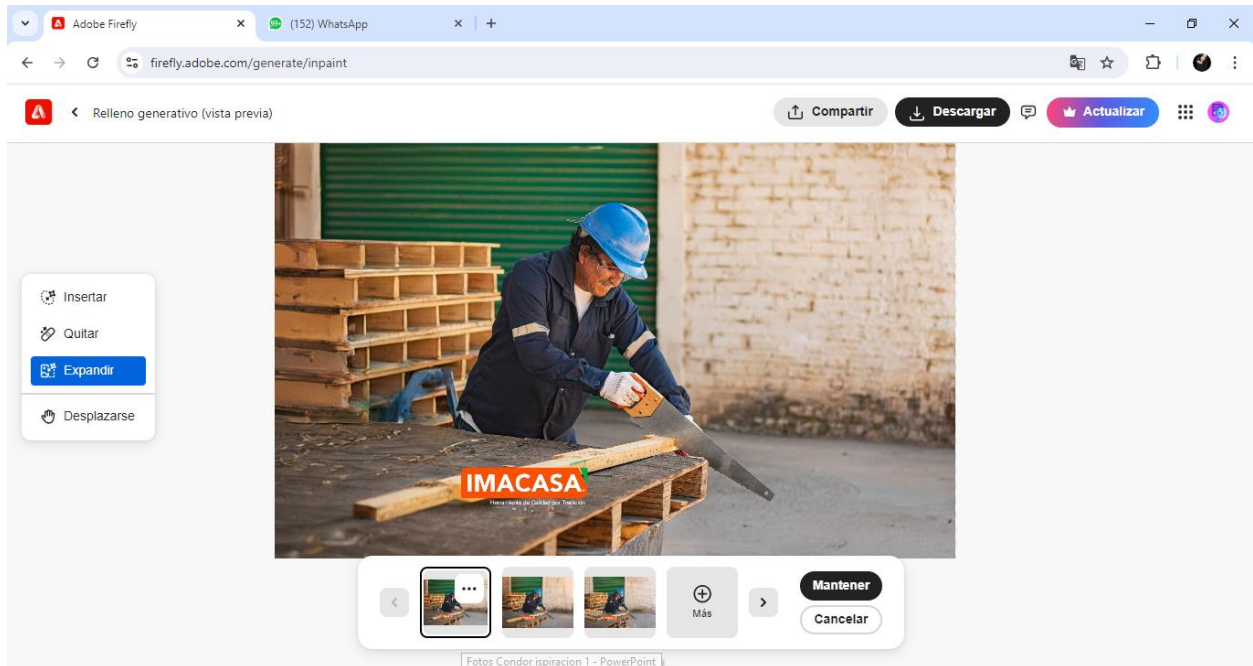 Adobe Firefly
(152) WhatsApp
firefly.adobe.com/generate/inpaint
Relleno generativo (vista previa)
Compartir
Descargar
Actualizar
Insertar
Quitar
Expandir
Desplazarse
IMACASA
Herramienta de Calidad por Tradición
Más
Mantener
Cancelar
Fotos Condor ispiracion 1 - PowerPoint